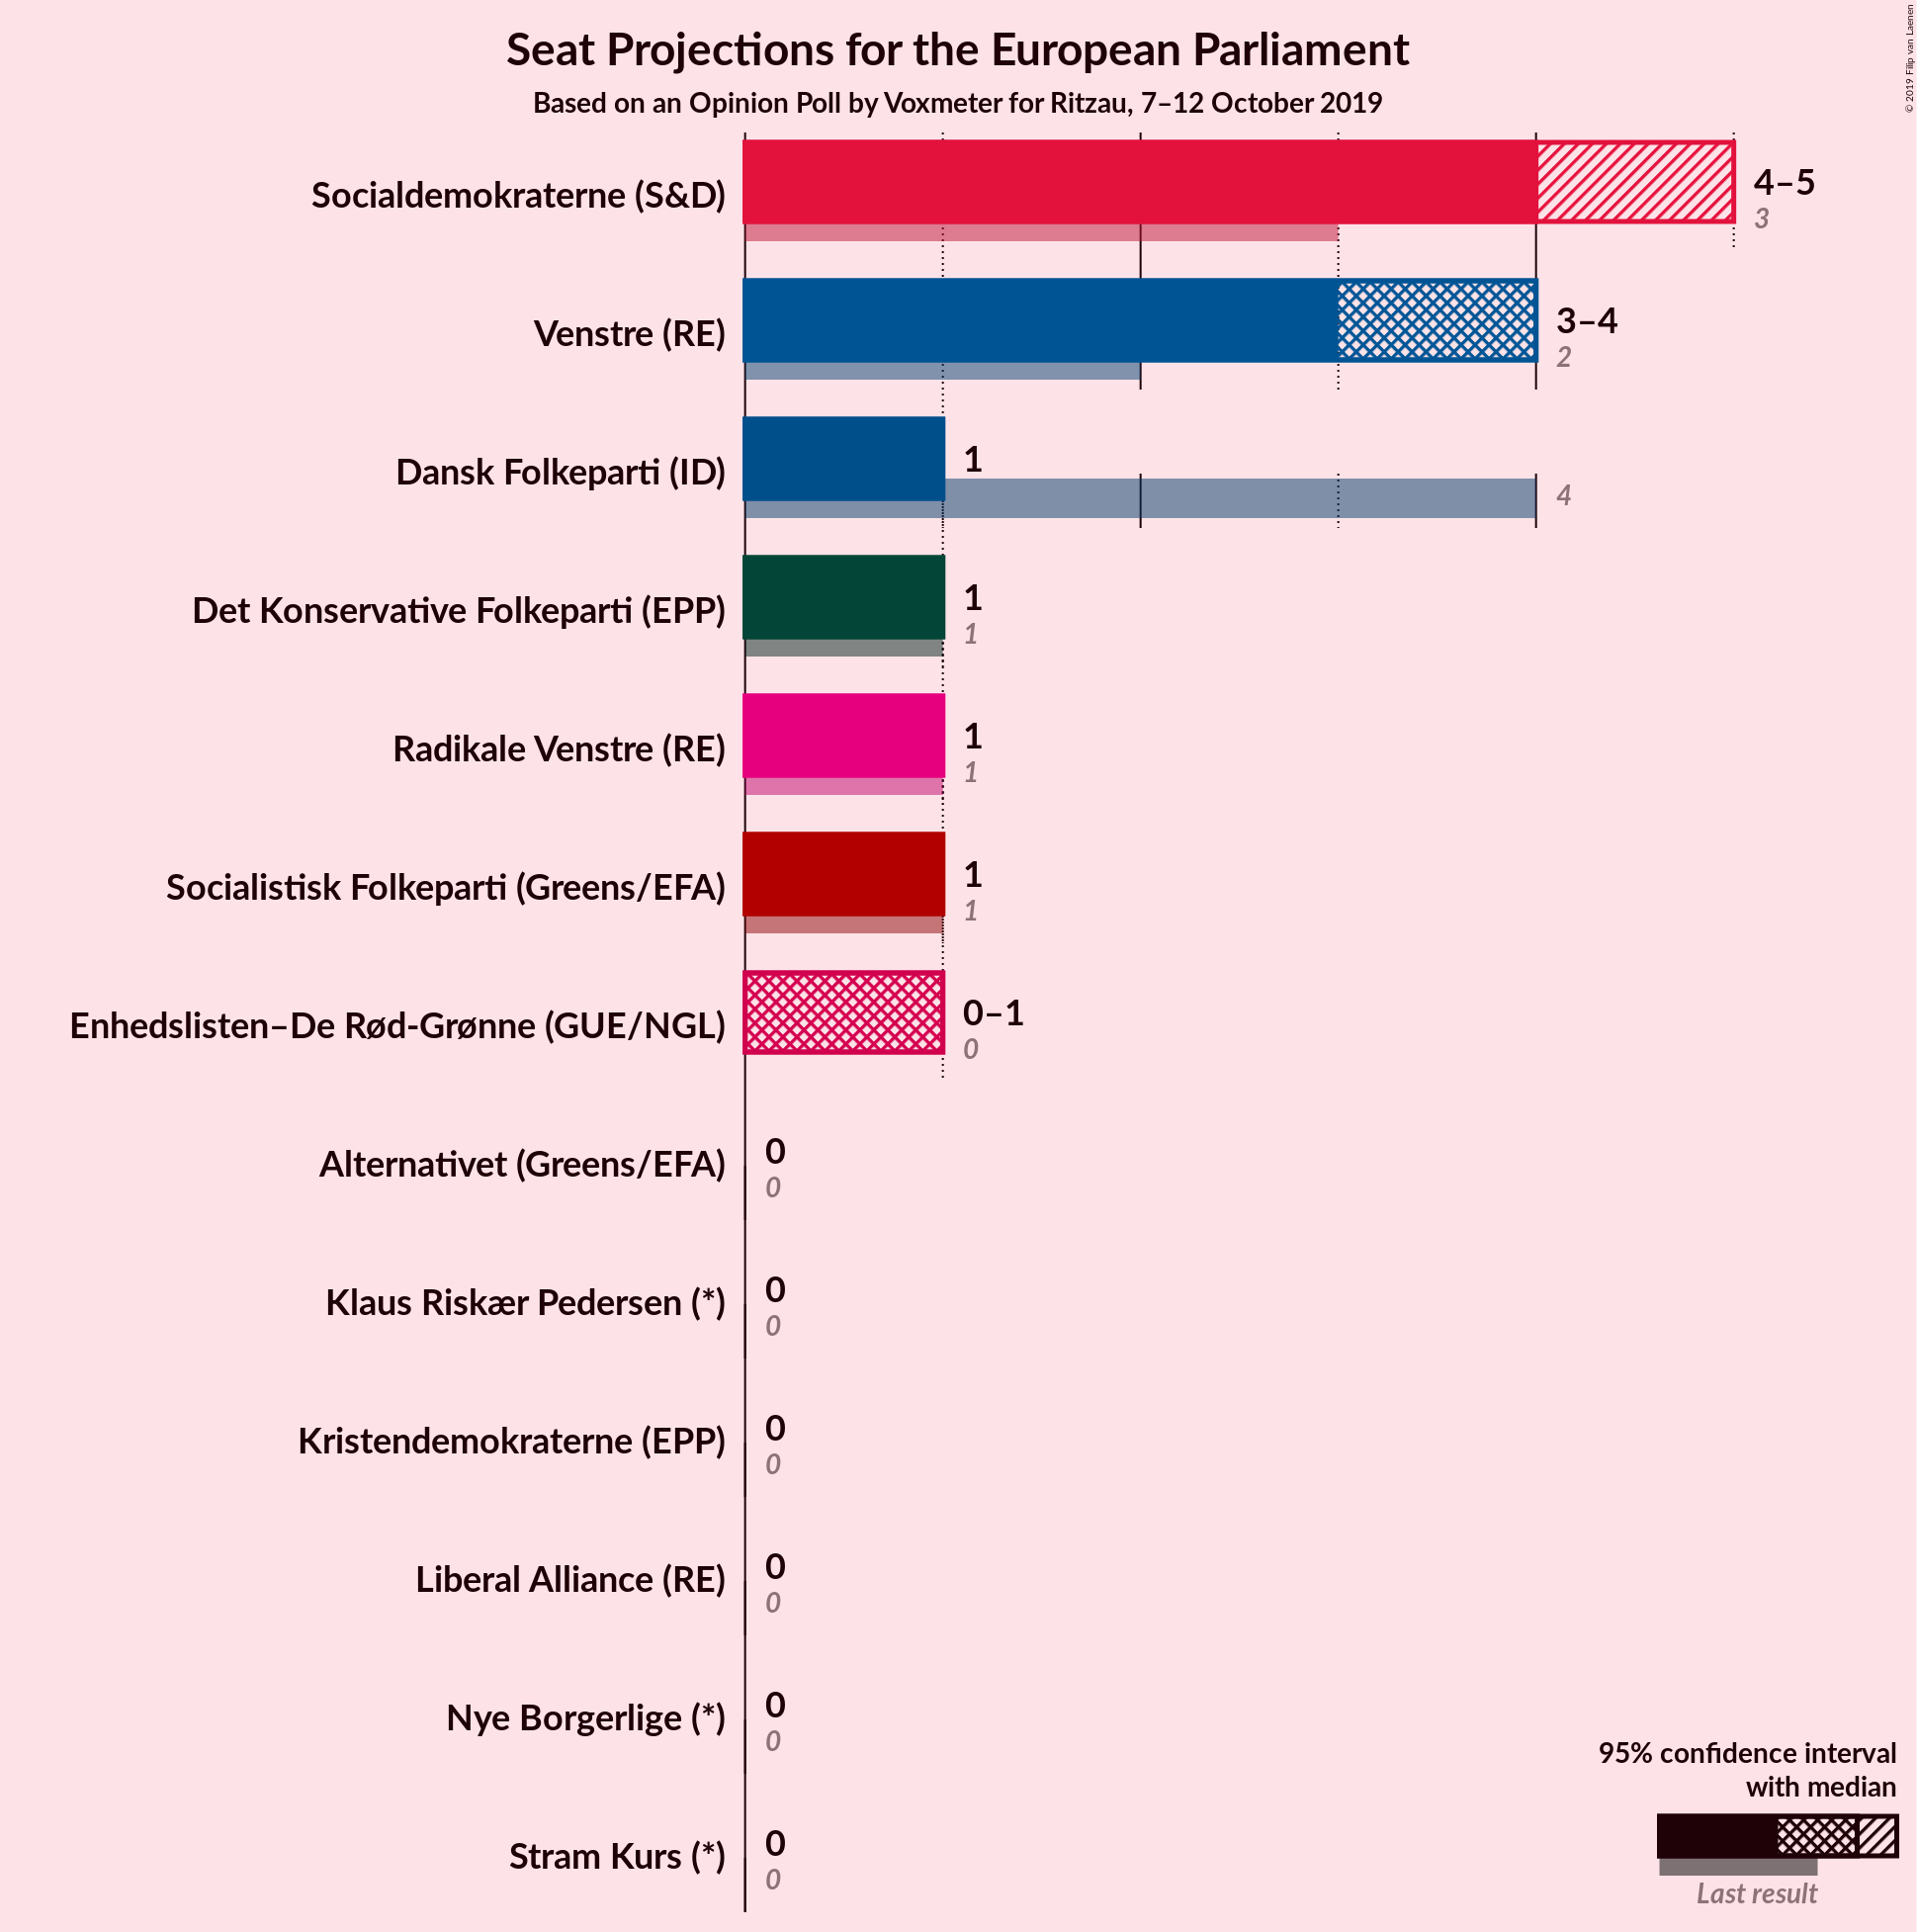 Seat Projections for the European Parliament
Based on an Opinion Poll by Voxmeter for Ritzau, 7–12 October 2019
© 2019 Filip van Laenen
Socialdemokraterne (S&D)
4–5
3
Venstre (RE)
3–4
2
Dansk Folkeparti (ID)
1
4
Det Konservative Folkeparti (EPP)
1
1
Radikale Venstre (RE)
1
1
Socialistisk Folkeparti (Greens/EFA)
1
1
Enhedslisten–De Rød-Grønne (GUE/NGL)
0–1
0
Alternativet (Greens/EFA)
0
0
Klaus Riskær Pedersen (*)
0
0
Kristendemokraterne (EPP)
0
0
Liberal Alliance (RE)
0
0
Nye Borgerlige (*)
0
0
Stram Kurs (*)
0
0
95% confidence interval
with median
Last result